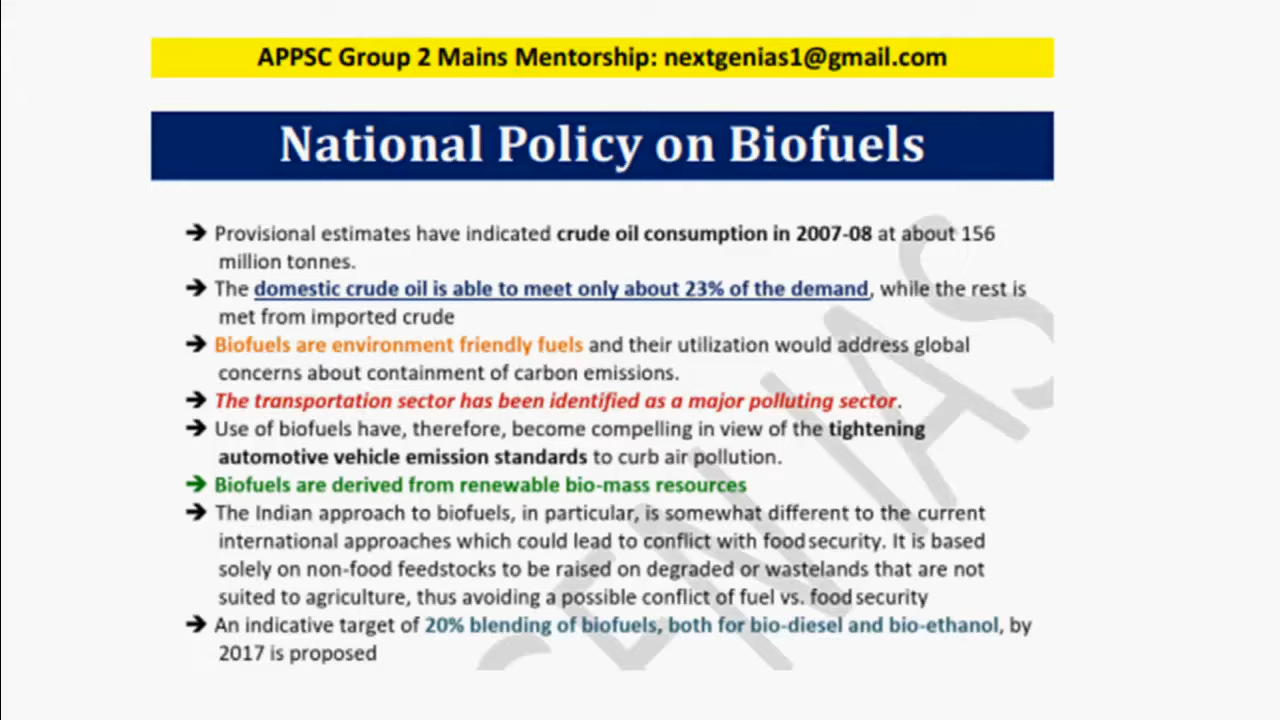 APPSC Group 2 Mains Mentorship: nextgenias1@gmail.com
National Policy on Biofuels
➔ Provisional estimates have indicated crude oil consumption in 2007-08 at about 156
million tonnes.
➔ The domestic crude oil is able to meet only about 23% of the demand, while the rest is
met from imported crude
➔ Biofuels are environment friendly fuels and their utilization would address global
concerns about containment of carbon emissions.
➔ The transportation sector has been identified as a major polluting sector.
➔ Use of biofuels have, therefore, become compelling in view of the tightening
automotive vehicle emission standards to curb air pollution.
➔ Biofuels are derived from renewable bio-mass resources
➔ The Indian approach to biofuels, in particular, is somewhat different to the current
international approaches which could lead to conflict with food security. It is based
solely on non-food feedstocks to be raised on degraded or wastelands that are not
suited to agriculture, thus avoiding a possible conflict of fuel vs. food security
➔ An indicative target of 20% blending of biofuels, both for bio-diesel and bio-ethanol, by
2017 is proposed
GEN IAS